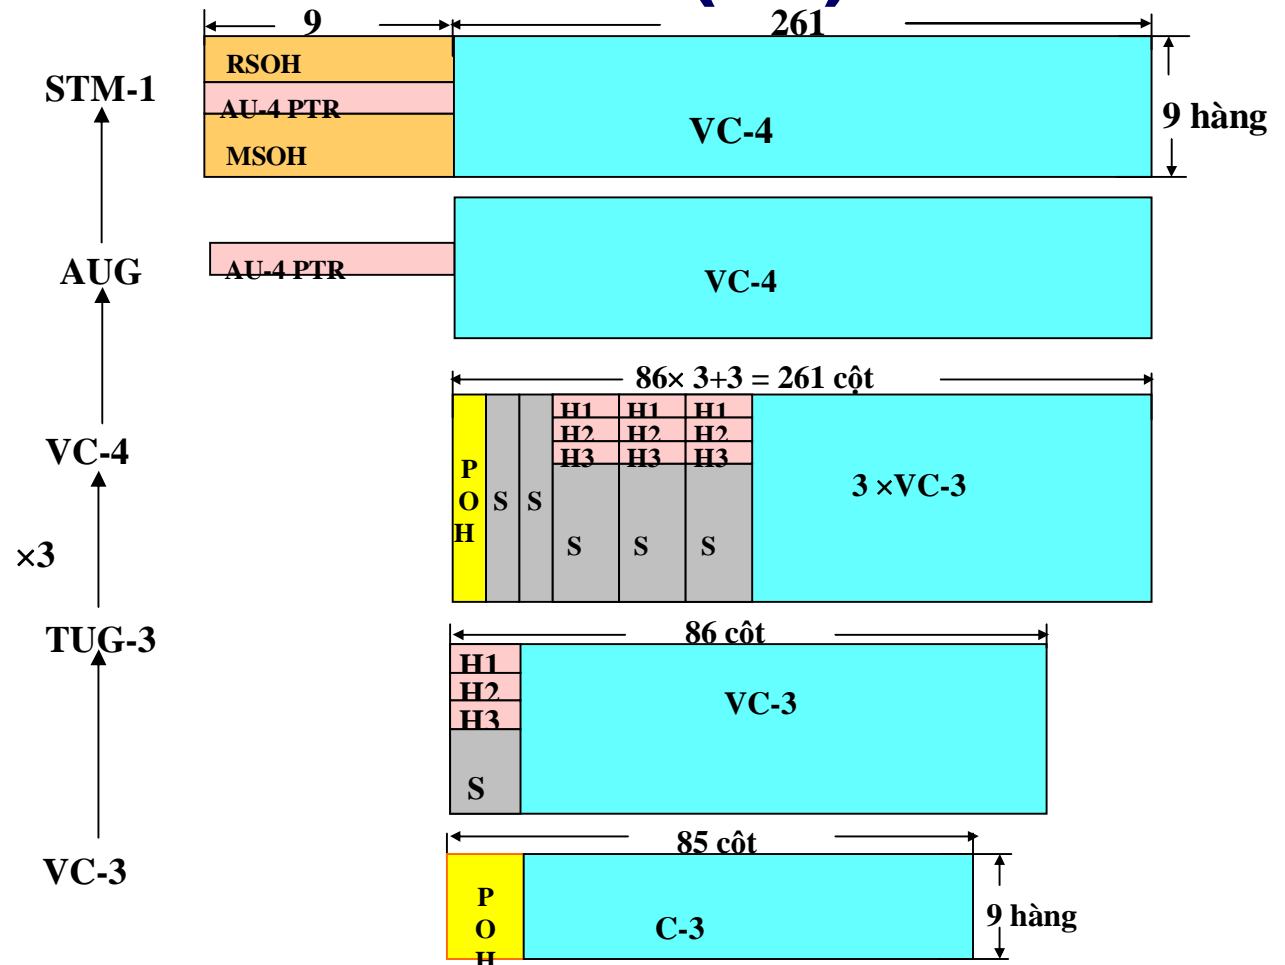 9 261
RSOH
STM-1
AU-4 PTR
VC-4
9 hàng
MSOH
AUG
AU-4 PTR
VC-4
86× 3+3 = 261 cột
H1 H1 H1
H2 H2 H2
H3 H3 H3
VC-4
P
O
H
S S
3 ×VC-3
S S S
×3
TUG-3
86 cột
H1
H2
H3
VC-3
S
85 cột
VC-3
P
O
H
C-3
9 hàng